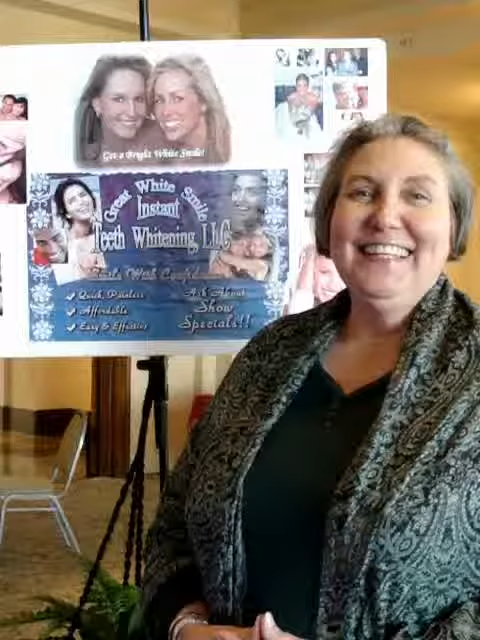 Get a Bright White Smile!
Great White Smile
Instant
Teeth Whitening, LLC
Smile With Confidence
✓ Quick, Painless
✓ Affordable
✓ Easy & Effective
Ask About
Show
Specials!!!